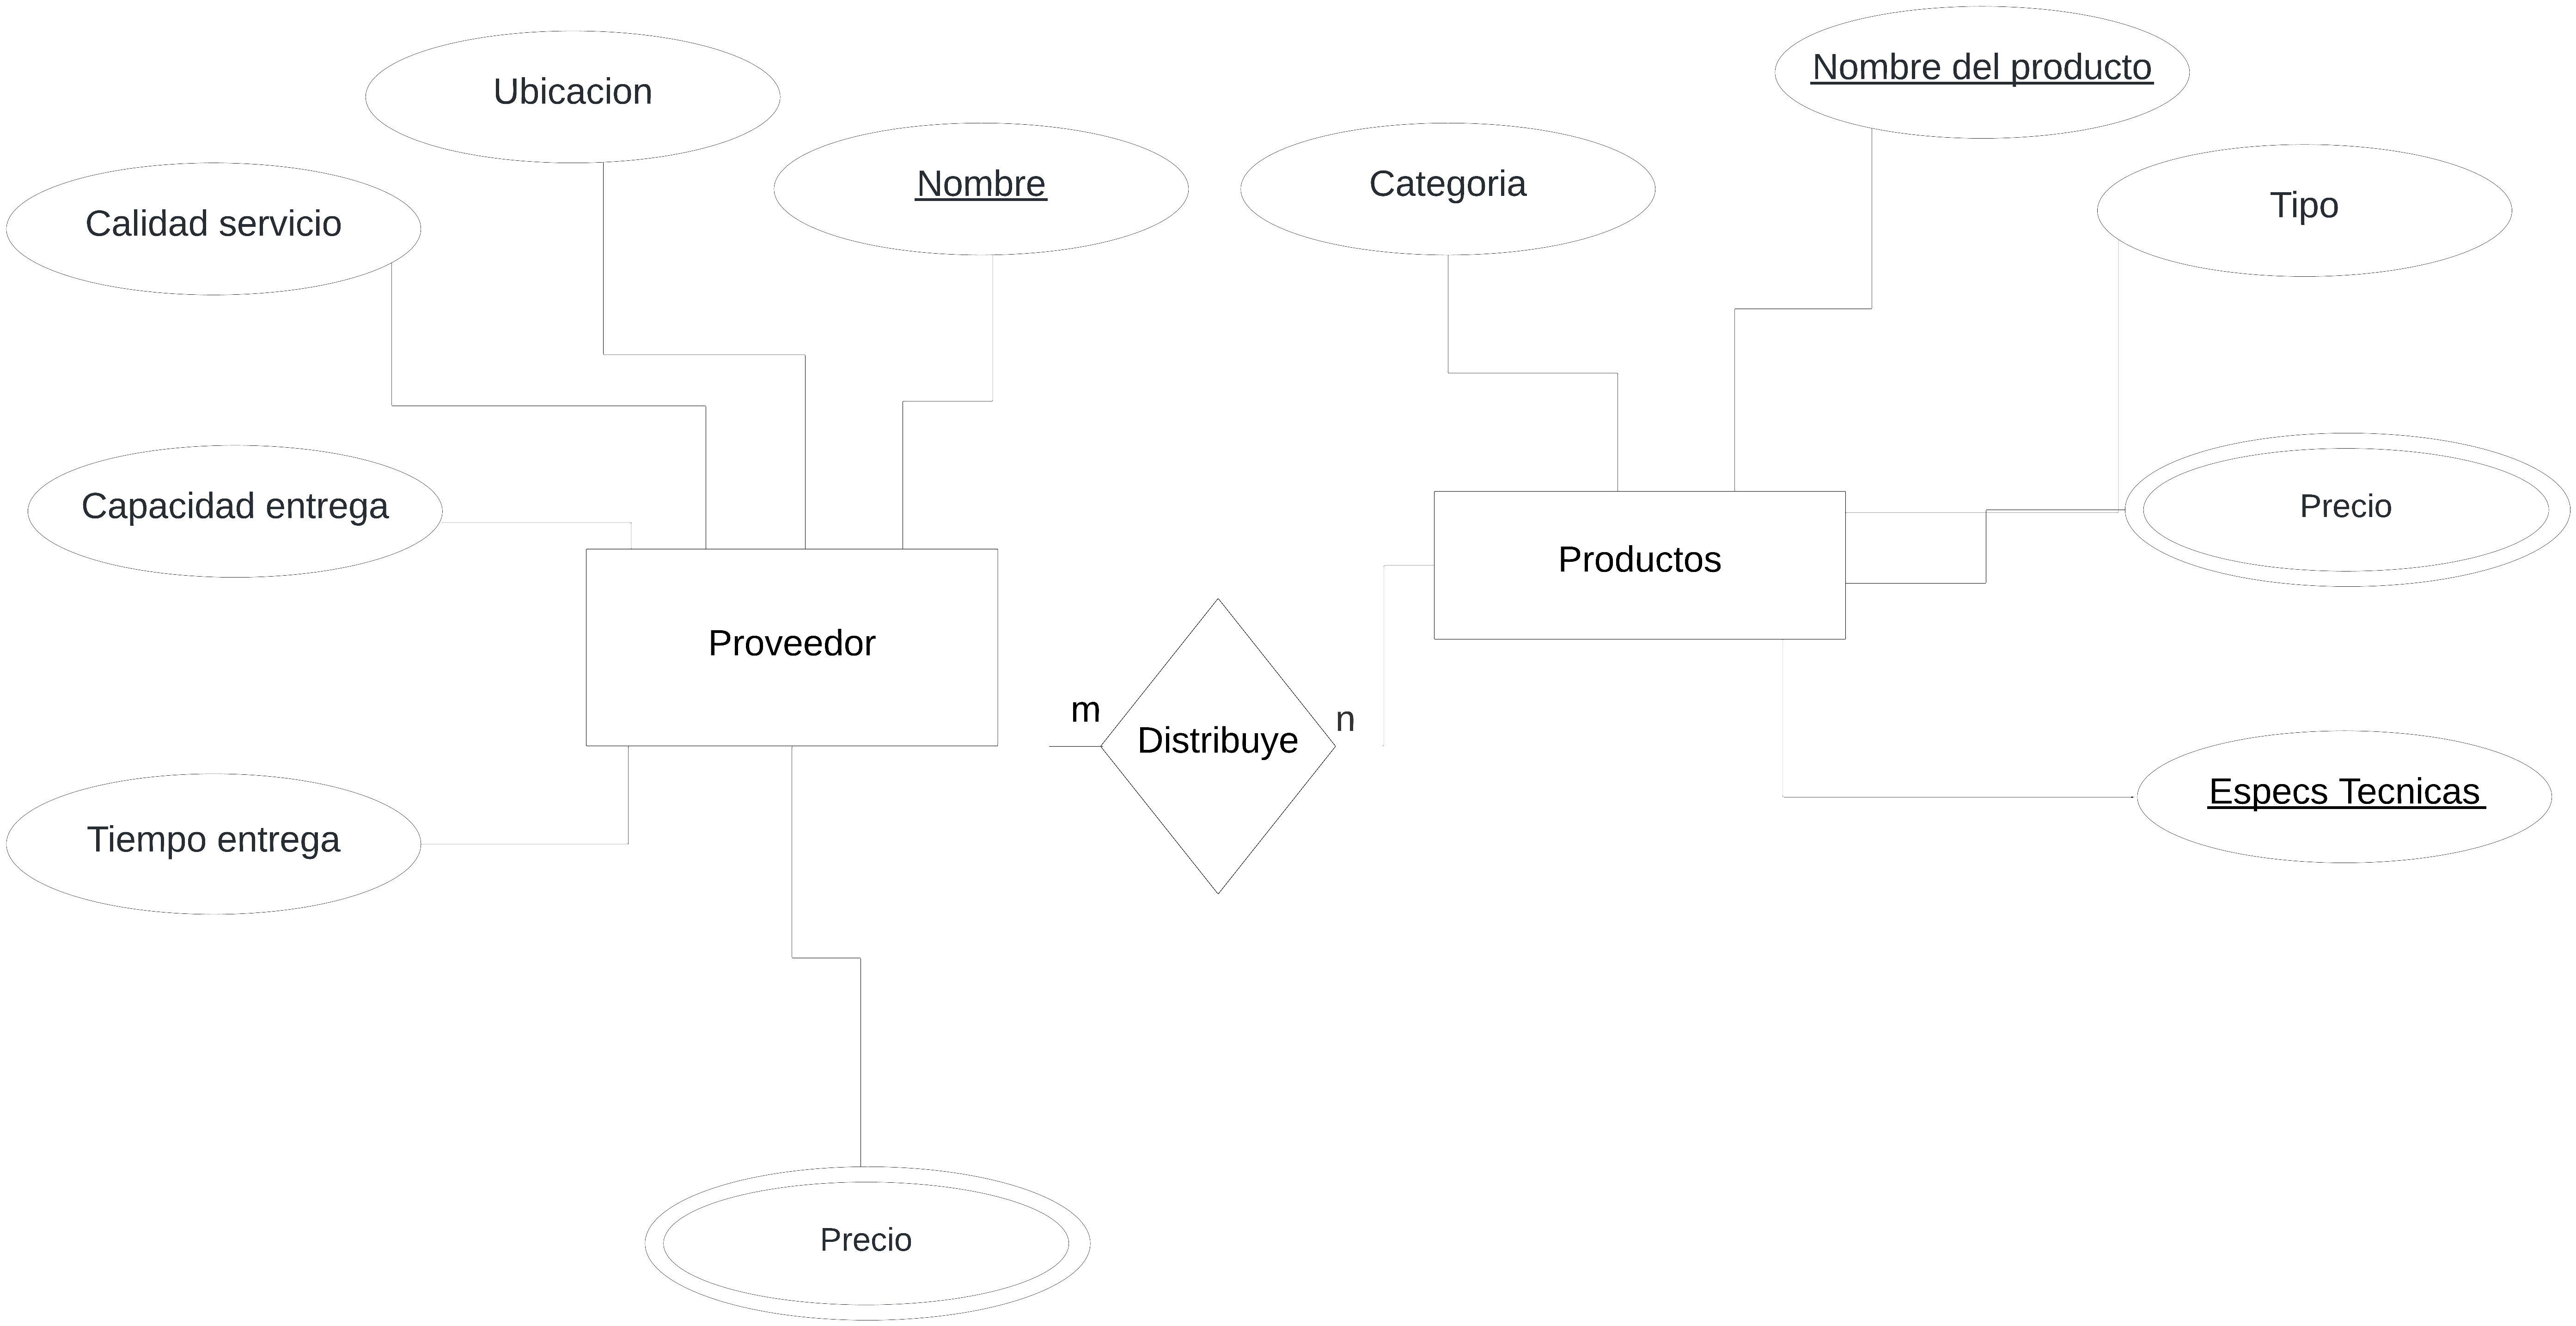 Nombre del producto
Ubicacion
Nombre
Categoria
Tipo
Calidad servicio
Capacidad entrega
Precio
Productos
Proveedor
m
n
Distribuye
Especs Tecnicas
Tiempo entrega
Precio